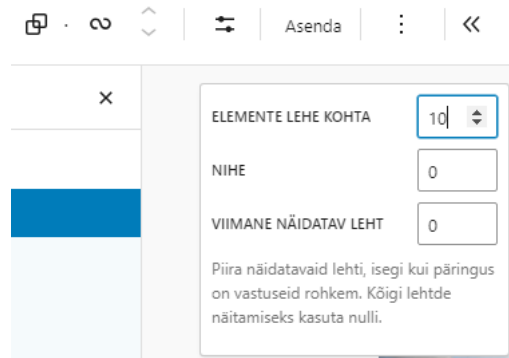 Asenda
ELEMENTE LEHE KOHTA 10
NIHE 0
VIIMANE NÄIDATAV LEHT 0
Piira näidatavaid lehti, isegi kui päringus
on vastuseid rohkem. Kõigi lehtde
näitamiseks kasuta nulli.